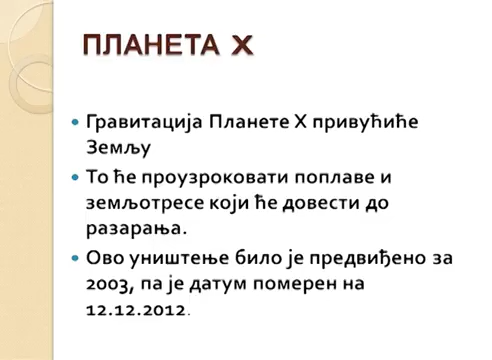 ПЛАНЕТА X
Гравитација Планете X привућиће
Земљу
То ће проузроковати поплаве и
земљотресе који ће довести до
разарања.
Ово уништење било је предвиђено за
2003, па је датум померен на
12.12.2012.